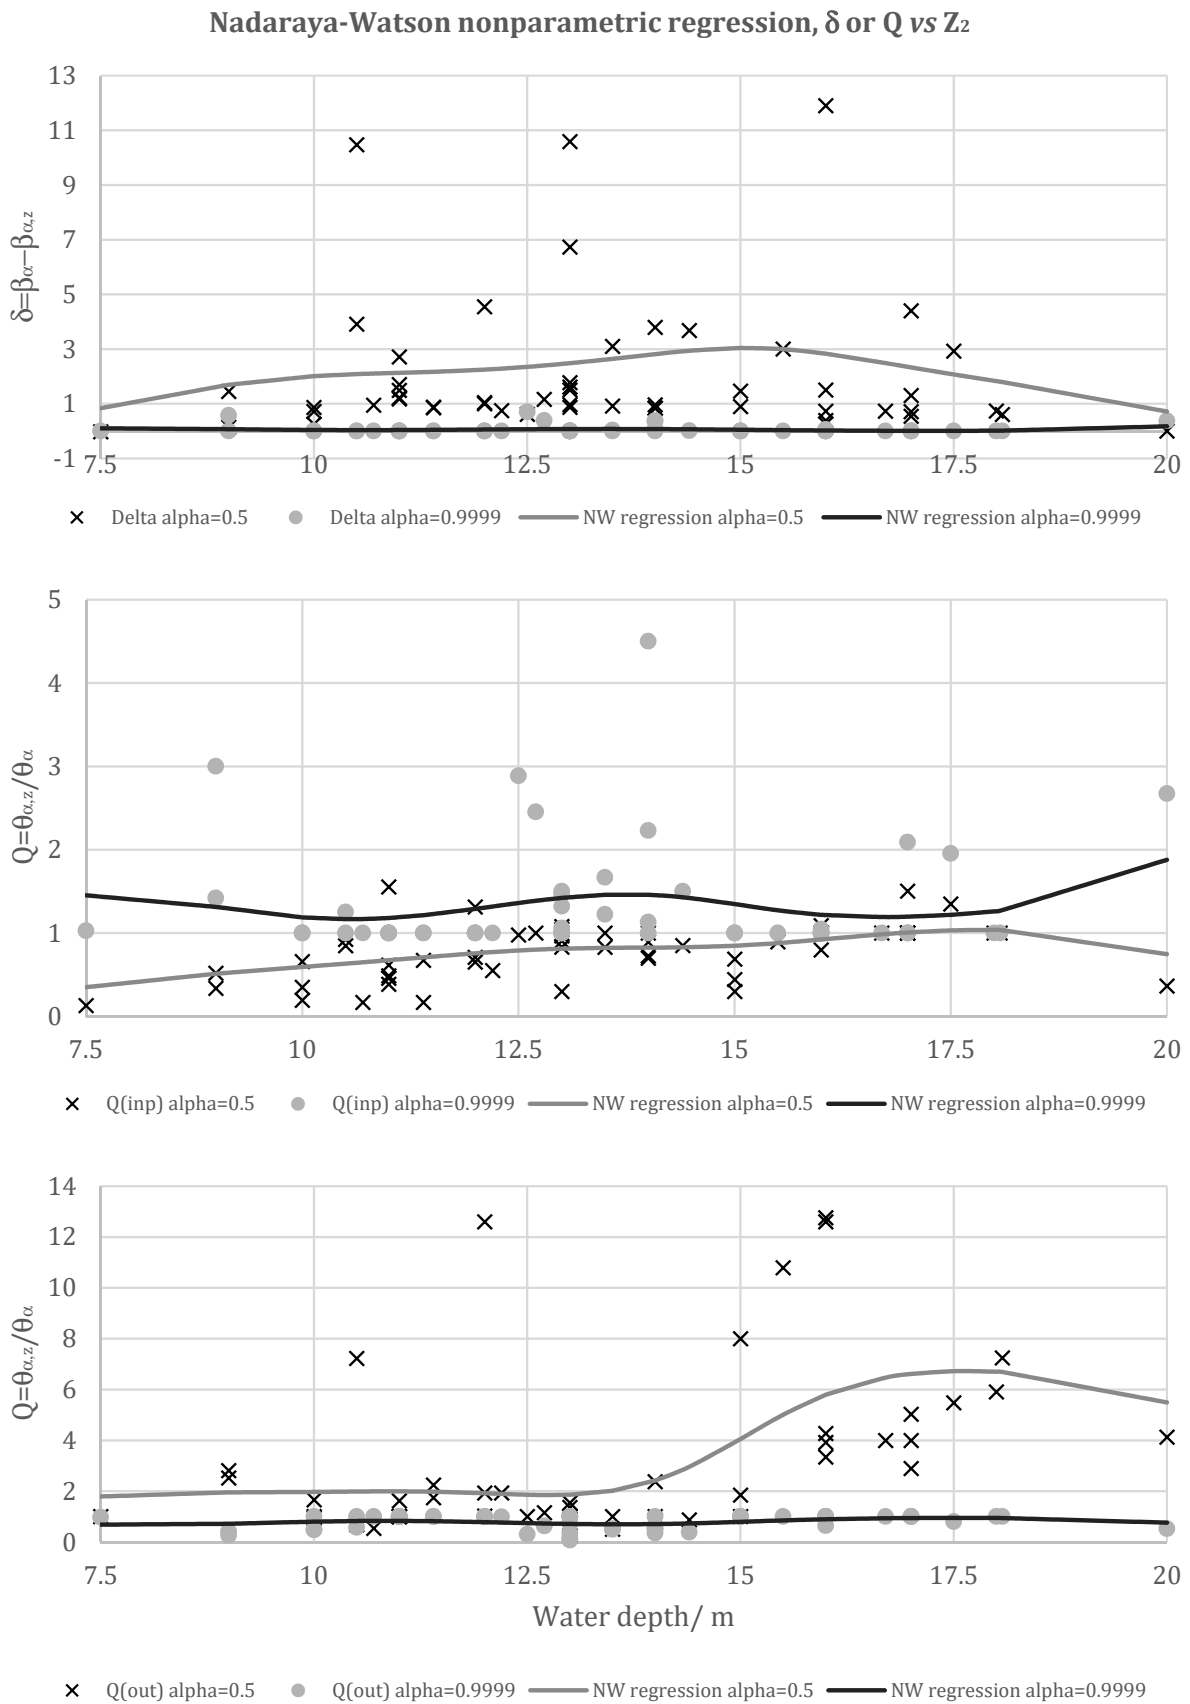 Nadaraya-Watson nonparametric regression, δ or Q vs Z₂
13
11
9
7
5
3
1
-1
δ=βα−βα,z
7.5 10 12.5 15 17.5 20
Delta alpha=0.5 Delta alpha=0.9999 NW regression alpha=0.5 NW regression alpha=0.9999
5
4
3
2
1
0
Q=θα,z/θα
7.5 10 12.5 15 17.5 20
Q(inp) alpha=0.5 Q(inp) alpha=0.9999 NW regression alpha=0.5 NW regression alpha=0.9999
14
12
10
8
6
4
2
0
Q=θα,z/θα
7.5 10 12.5 15 17.5 20
Water depth/ m
Q(out) alpha=0.5 Q(out) alpha=0.9999 NW regression alpha=0.5 NW regression alpha=0.9999